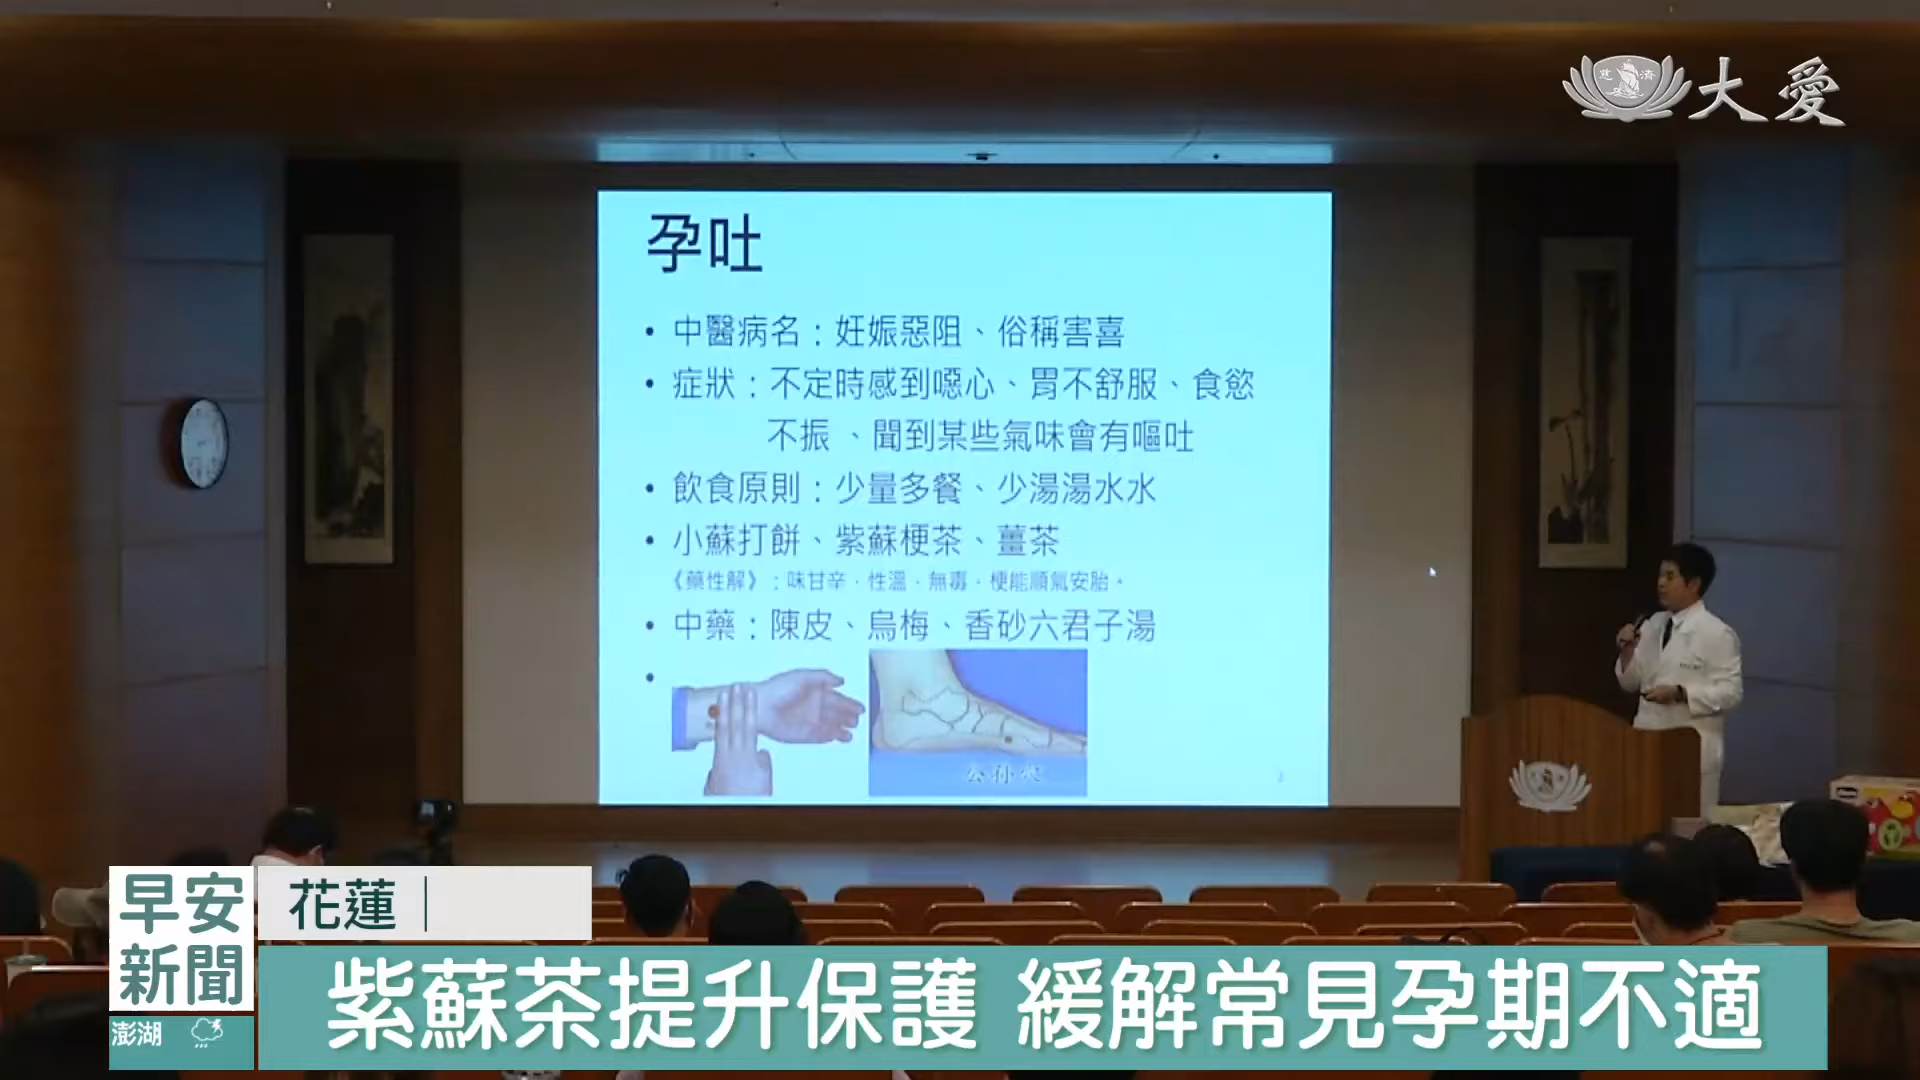 慈濟
大愛
孕吐
• 中醫病名：妊娠惡阻、俗稱害喜
• 症狀：不定時感到噁心、胃不舒服、食慾
不振、聞到某些氣味會有嘔吐
• 飲食原則：少量多餐、少湯湯水水
• 小蘇打餅、紫蘇梗茶、薑茶
《藥性解》：味甘辛，性溫，無毒，梗能順氣安胎。
• 中藥：陳皮、烏梅、香砂六君子湯
•
公孫穴
早安
新聞
花蓮
紫蘇茶提升保護 緩解常見孕期不適
澎湖